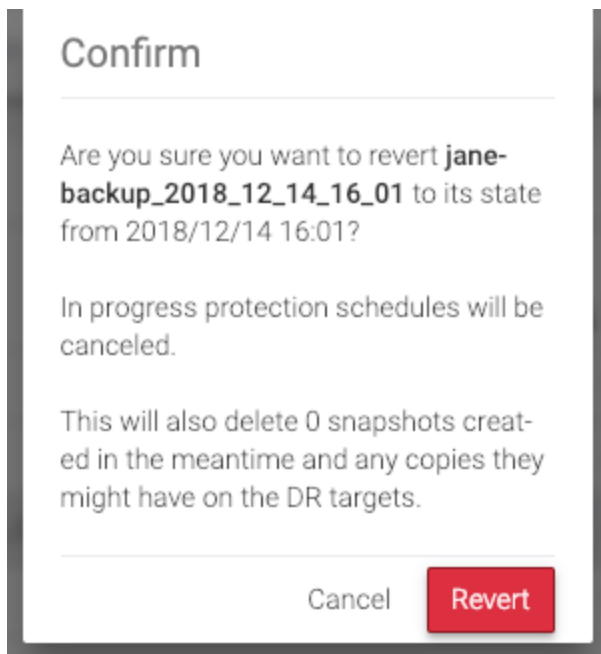 Confirm
Are you sure you want to revert jane-
backup_2018_12_14_16_01 to its state
from 2018/12/14 16:01?
In progress protection schedules will be
canceled.
This will also delete 0 snapshots creat-
ed in the meantime and any copies they
might have on the DR targets.
Cancel
Revert